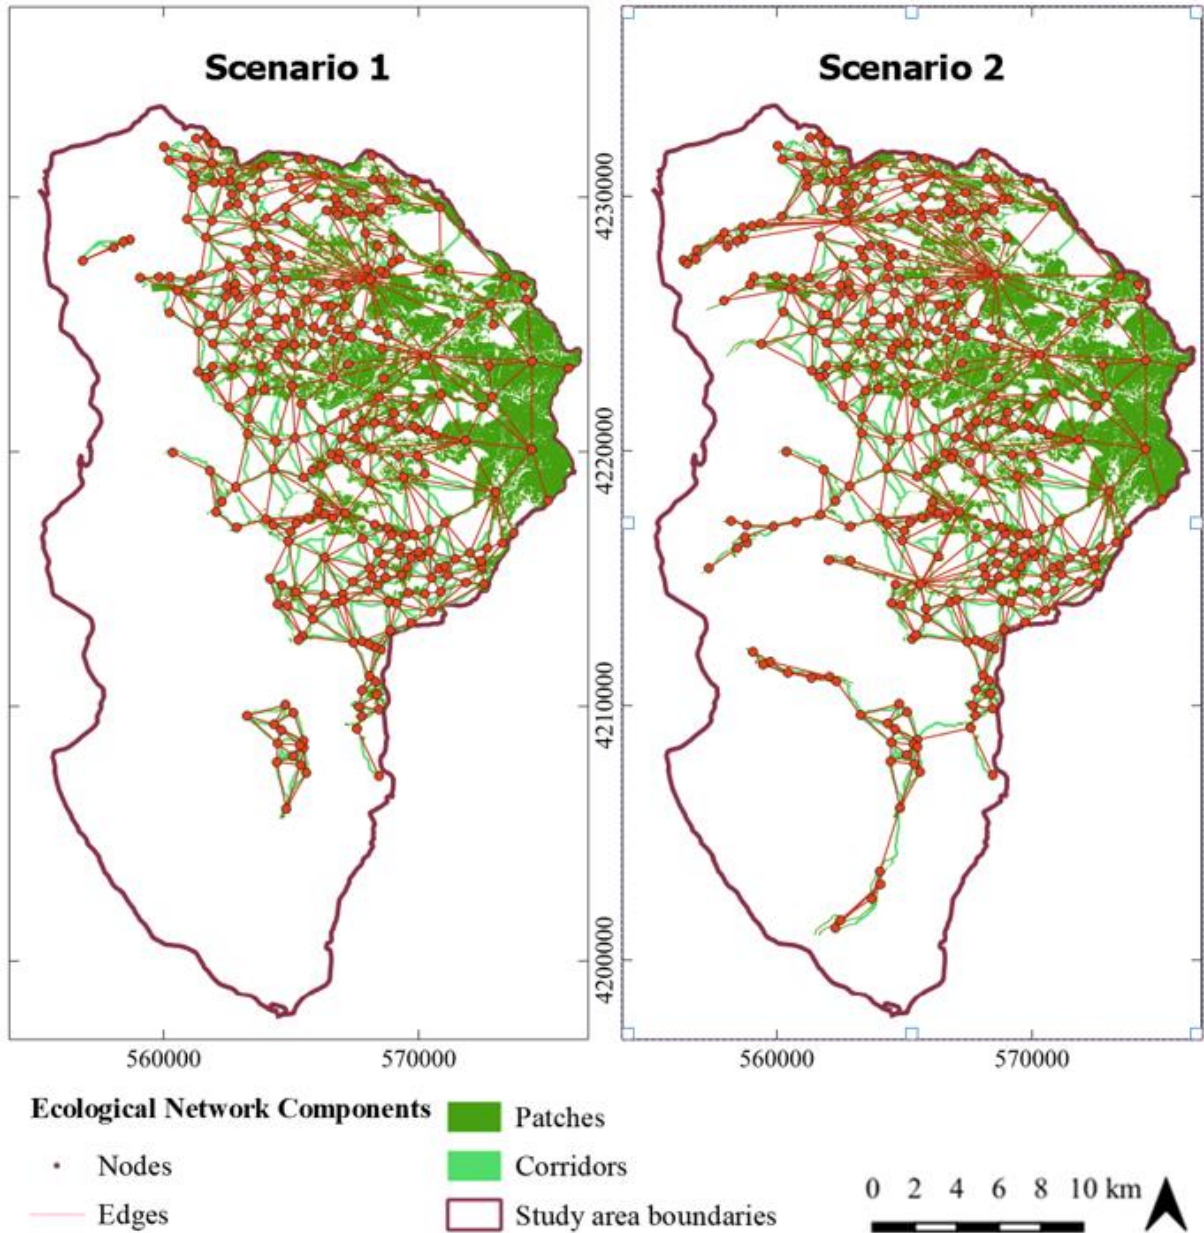 Scenario 1
Scenario 2
4230000
4220000
4210000
4200000
560000
570000
560000
570000
Ecological Network Components
Nodes
Edges
Patches
Corridors
Study area boundaries
0 2 4 6 8 10 km